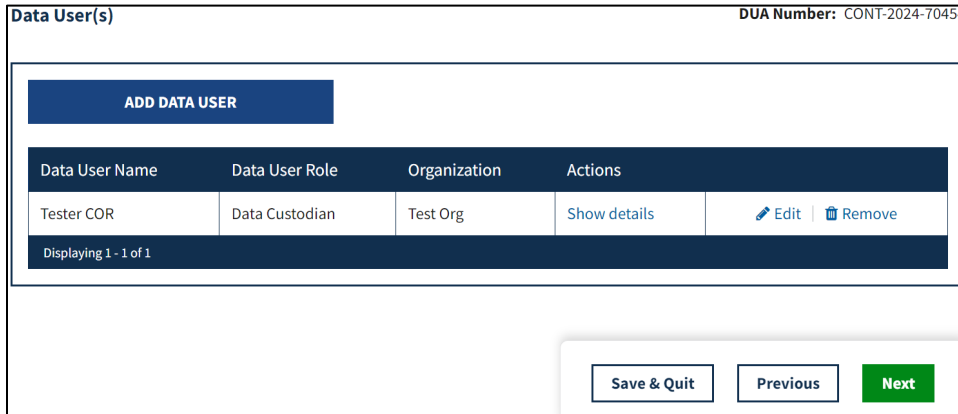 Data User(s) DUA Number: CONT-2024-7045
ADD DATA USER
Data User Name Data User Role Organization Actions
Tester COR Data Custodian Test Org Show details Edit Remove
Displaying 1 - 1 of 1
Save & Quit Previous Next